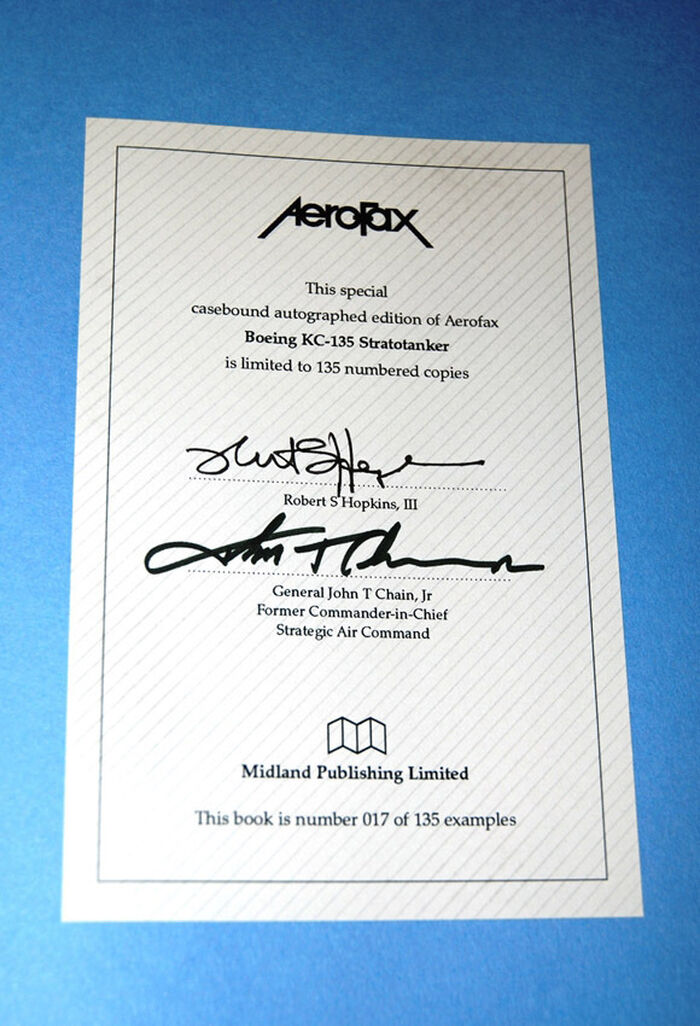 AeroFax
This special
casebound autographed edition of Aerofax
Boeing KC-135 Stratotanker
is limited to 135 numbered copies
Robert S Hopkins, III
John T Chain
General John T Chain, Jr
Former Commander-in-Chief
Strategic Air Command
Midland Publishing Limited
This book is number 017 of 135 examples